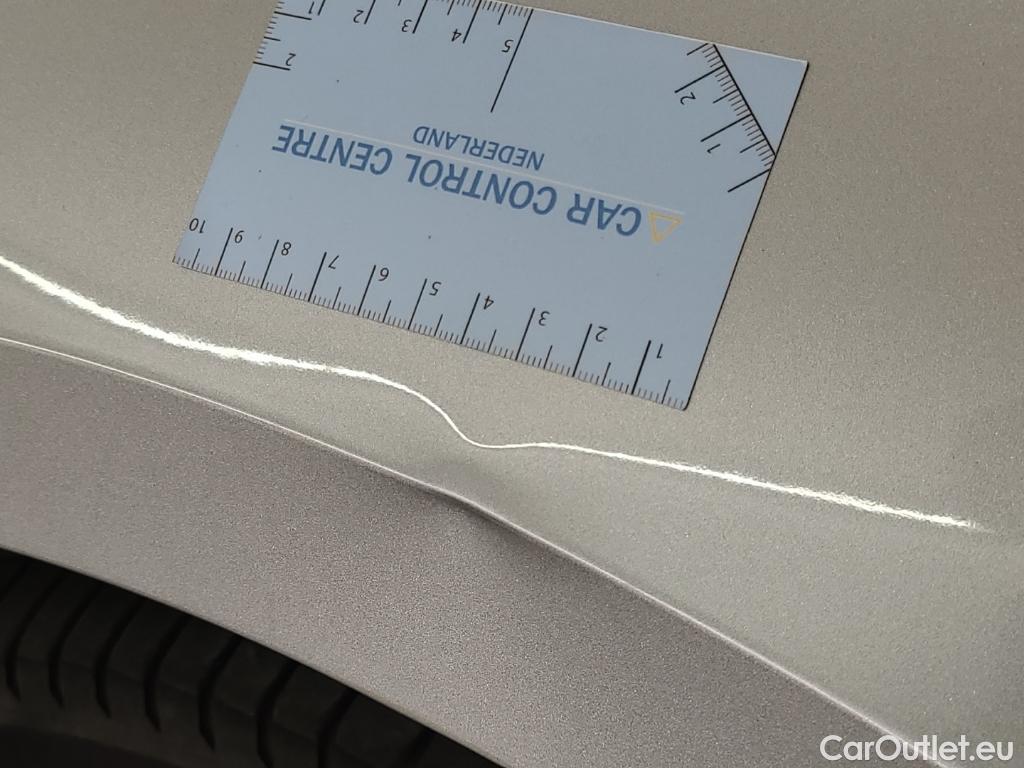 CAR CONTROL CENTRE
NEDERLAND
1 2 3 4 5 6 7 8 9 10
1 2
5 4 3 2 1
2
CarOutlet.eu